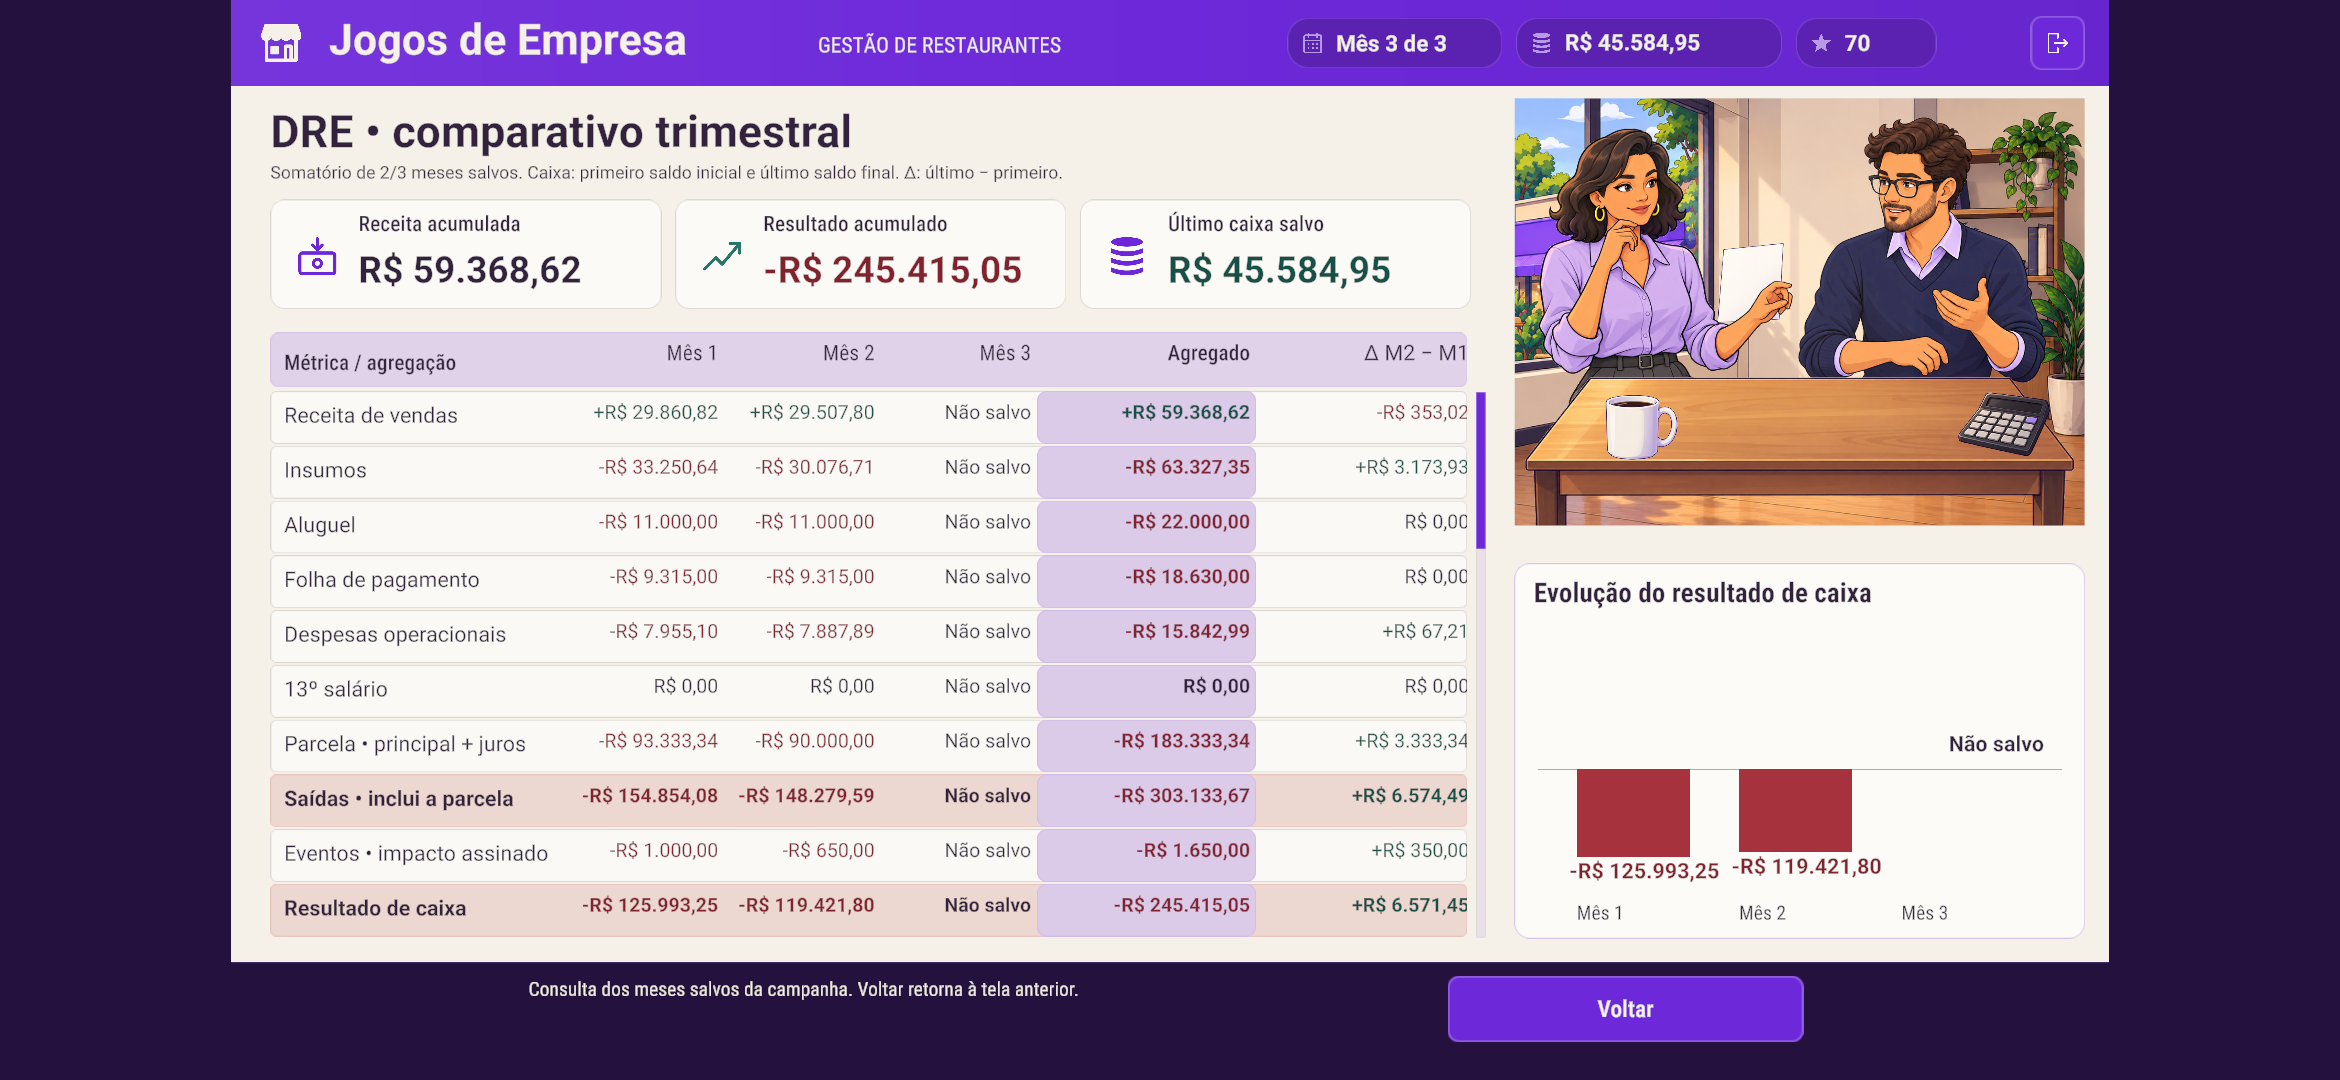 Jogos de Empresa
GESTÃO DE RESTAURANTES
Mês 3 de 3
R$ 45.584,95
70
DRE • comparativo trimestral
Somatório de 2/3 meses salvos. Caixa: primeiro saldo inicial e último saldo final. Δ: último − primeiro.
Receita acumulada
R$ 59.368,62
Resultado acumulado
-R$ 245.415,05
Último caixa salvo
R$ 45.584,95
Métrica / agregação Mês 1 Mês 2 Mês 3 Agregado Δ M2 − M1
Receita de vendas +R$ 29.860,82 +R$ 29.507,80 Não salvo +R$ 59.368,62 -R$ 353,02
Insumos -R$ 33.250,64 -R$ 30.076,71 Não salvo -R$ 63.327,35 +R$ 3.173,93
Aluguel -R$ 11.000,00 -R$ 11.000,00 Não salvo -R$ 22.000,00 R$ 0,00
Folha de pagamento -R$ 9.315,00 -R$ 9.315,00 Não salvo -R$ 18.630,00 R$ 0,00
Despesas operacionais -R$ 7.955,10 -R$ 7.887,89 Não salvo -R$ 15.842,99 +R$ 67,21
13º salário R$ 0,00 R$ 0,00 Não salvo R$ 0,00 R$ 0,00
Parcela • principal + juros -R$ 93.333,34 -R$ 90.000,00 Não salvo -R$ 183.333,34 +R$ 3.333,34
Saídas • inclui a parcela -R$ 154.854,08 -R$ 148.279,59 Não salvo -R$ 303.133,67 +R$ 6.574,49
Eventos • impacto assinado -R$ 1.000,00 -R$ 650,00 Não salvo -R$ 1.650,00 +R$ 350,00
Resultado de caixa -R$ 125.993,25 -R$ 119.421,80 Não salvo -R$ 245.415,05 +R$ 6.571,45
Evolução do resultado de caixa
Não salvo
-R$ 125.993,25 -R$ 119.421,80
Mês 1 Mês 2 Mês 3
Consulta dos meses salvos da campanha. Voltar retorna à tela anterior.
Voltar